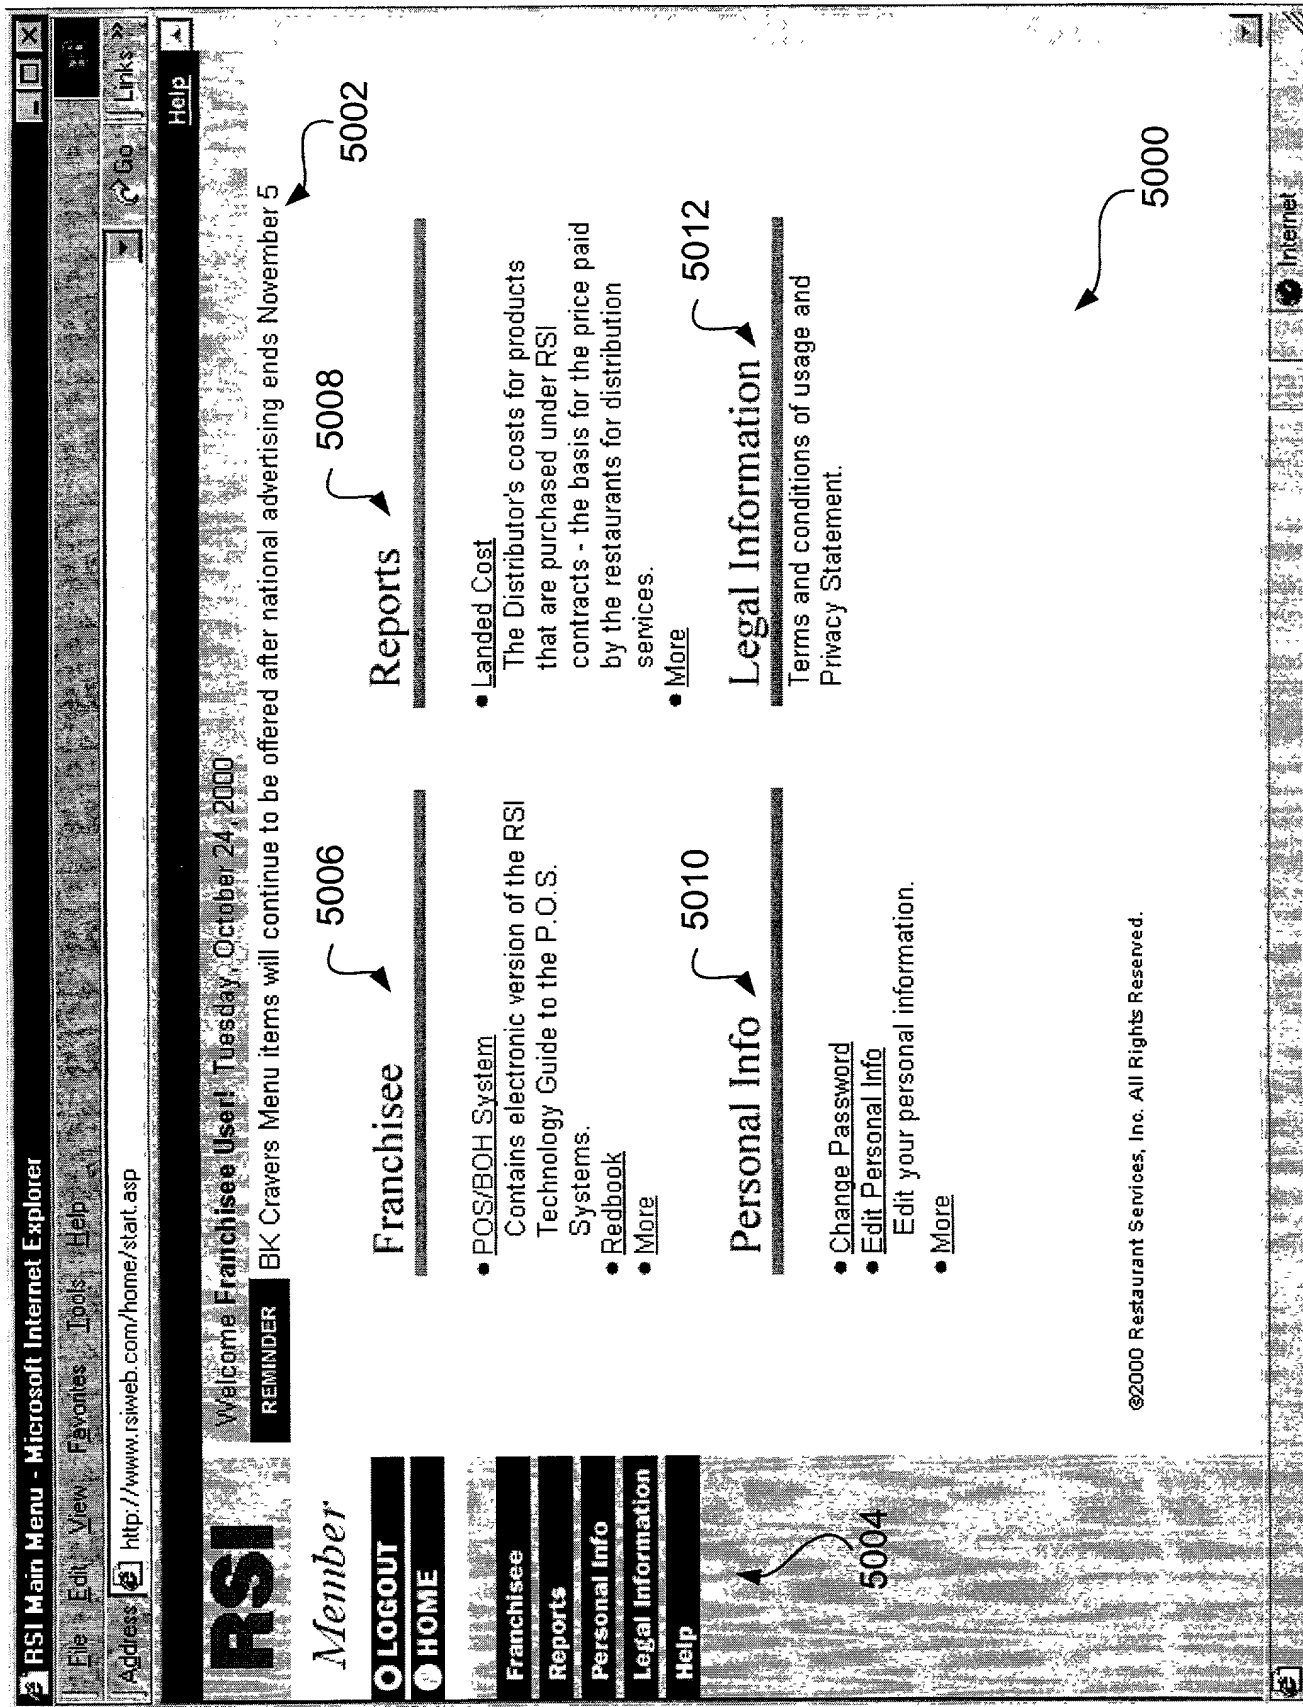 RSI Main Menu - Microsoft Internet Explorer
File Edit View Favorites Tools Help
Address http://www.rsiweb.com/home/start.asp Go Links »
Help
RSI
Welcome Franchisee User! Tuesday, October 24, 2000
REMINDER BK Cravers Menu items will continue to be offered after national advertising ends November 5
5002
Member
LOGOUT
HOME
Franchisee
Reports
Personal Info
Legal Information
Help
5004
Franchisee
5006
• POS/BOH System
Contains electronic version of the RSI
Technology Guide to the P.O.S.
Systems.
• Redbook
• More
Reports
5008
• Landed Cost
The Distributor's costs for products
that are purchased under RSI
contracts - the basis for the price paid
by the restaurants for distribution
services.
• More
Personal Info
5010
• Change Password
• Edit Personal Info
Edit your personal information.
• More
Legal Information
5012
Terms and conditions of usage and
Privacy Statement.
5000
©2000 Restaurant Services, Inc. All Rights Reserved.
Internet